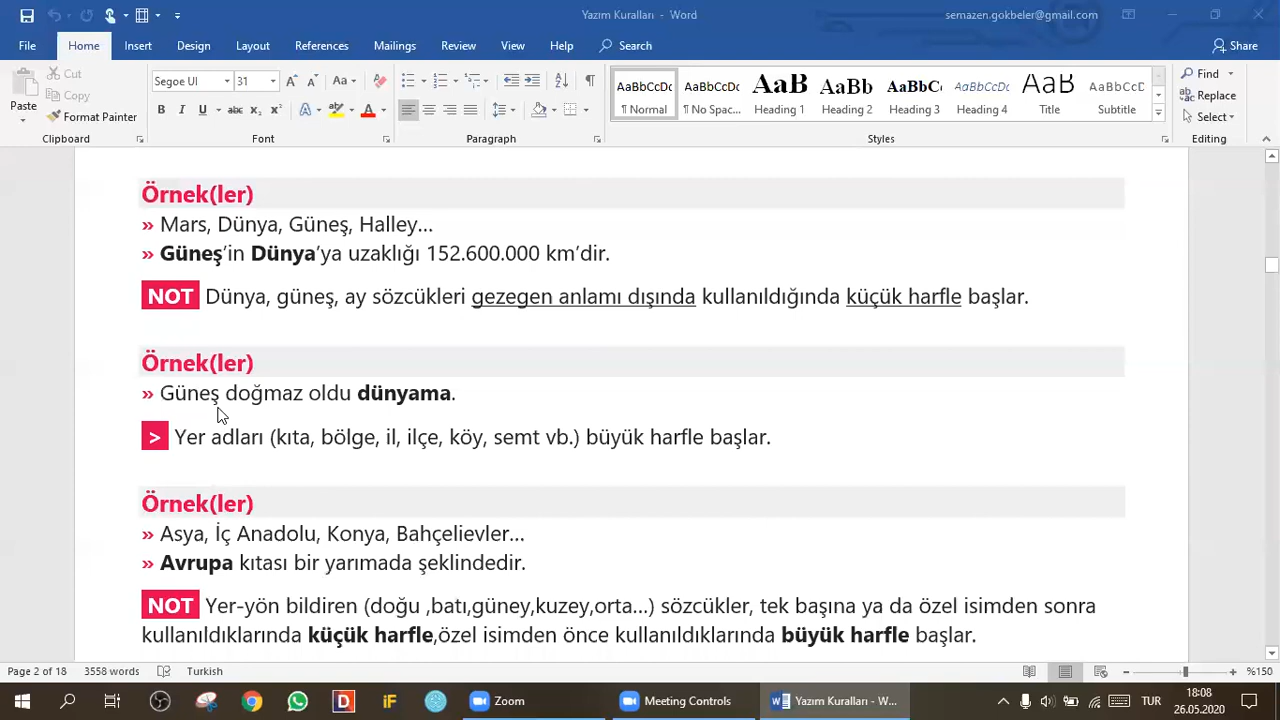 Yazım Kuralları - Word
semazen.gokbeler@gmail.com
File Home Insert Design Layout References Mailings Review View Help Search Share
Paste
Cut
Copy
Format Painter
Clipboard
Segoe UI 31
Font
Paragraph
AaBbCcDc AaBbCcDc AaB AaBbCc AaBbC AaBbCcDc AaB AaBbCcDc
¶ Normal ¶ No Spac... Heading 1 Heading 2 Heading 3 Heading 4 Title Subtitle
Styles
Find
Replace
Select
Editing
Örnek(ler)
» Mars, Dünya, Güneş, Halley…
» Güneş’in Dünya’ya uzaklığı 152.600.000 km’dir.
NOT Dünya, güneş, ay sözcükleri gezegen anlamı dışında kullanıldığında küçük harfle başlar.
Örnek(ler)
» Güneş doğmaz oldu dünyama.
> Yer adları (kıta, bölge, il, ilçe, köy, semt vb.) büyük harfle başlar.
Örnek(ler)
» Asya, İç Anadolu, Konya, Bahçelievler…
» Avrupa kıtası bir yarımada şeklindedir.
NOT Yer-yön bildiren (doğu ,batı,güney,kuzey,orta…) sözcükler, tek başına ya da özel isimden sonra
kullanıldıklarında küçük harfle,özel isimden önce kullanıldıklarında büyük harfle başlar.
Page 2 of 18 3558 words Turkish %150
Zoom Meeting Controls Yazım Kuralları - W... TUR 18:08
26.05.2020